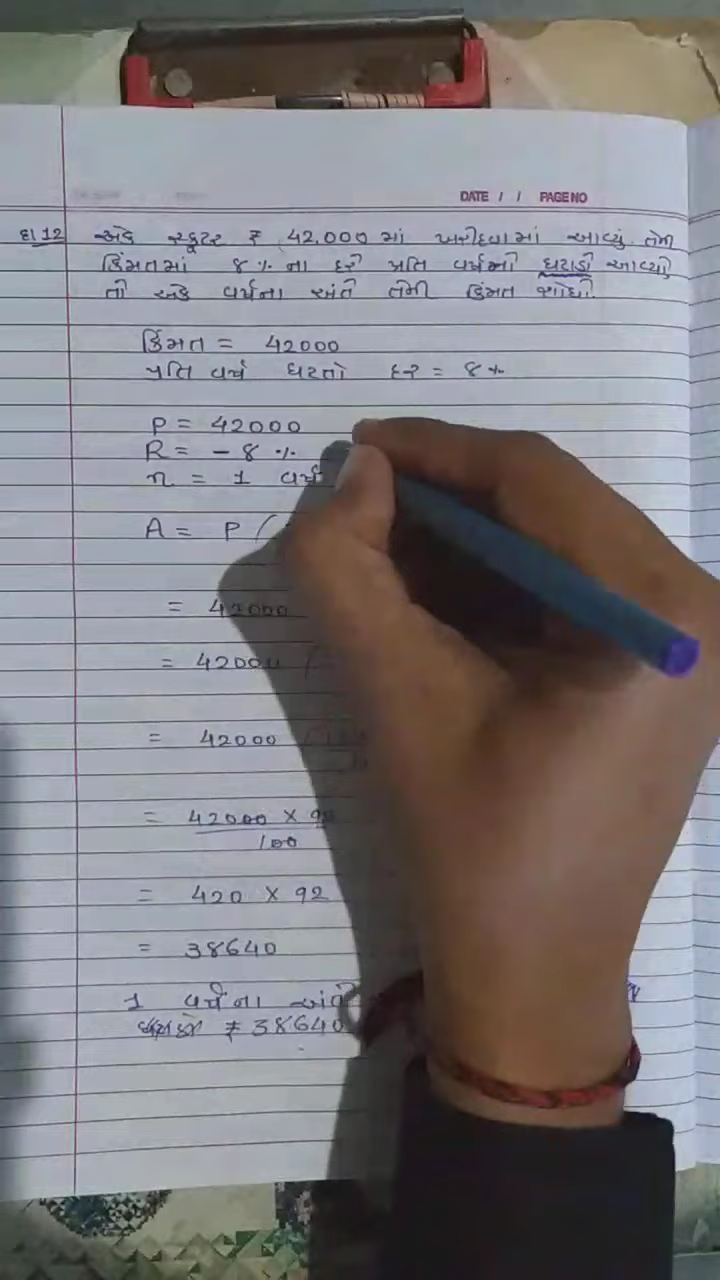 DATE / / PAGE NO
દા.12 એક સ્કૂટર ₹ 42,000 માં ખરીદવામાં આવ્યું. તેની
કિંમતમાં 8 % ના દરે પ્રતિ વર્ષની ઘટાડો આવ્યો
તો એક વર્ષના અંતે તેની કિંમત શોધો.
કિંમત = 42000
પ્રતિ વર્ષ ઘટતો દર = 8 %
P = 42000
R = - 8 %
n = 1 વર્ષ
A = P (
= 42000
= 42000 (
= 42000 (
= 42000 × 92
100
= 420 × 92
= 38640
1 વર્ષના અંતે
₹ 38640